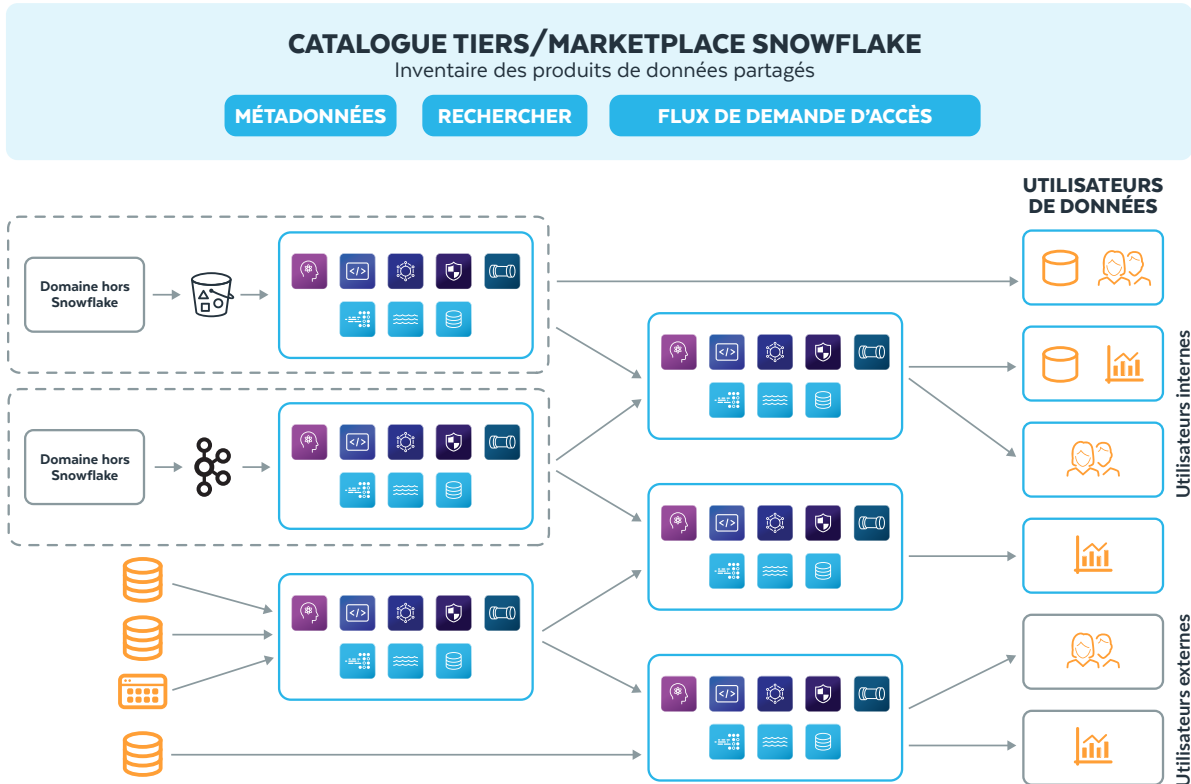 CATALOGUE TIERS/MARKETPLACE SNOWFLAKE
Inventaire des produits de données partagés
MÉTADONNÉES
RECHERCHER
FLUX DE DEMANDE D’ACCÈS
UTILISATEURS
DE DONNÉES
Domaine hors
Snowflake
Domaine hors
Snowflake
Utilisateurs internes
Utilisateurs externes